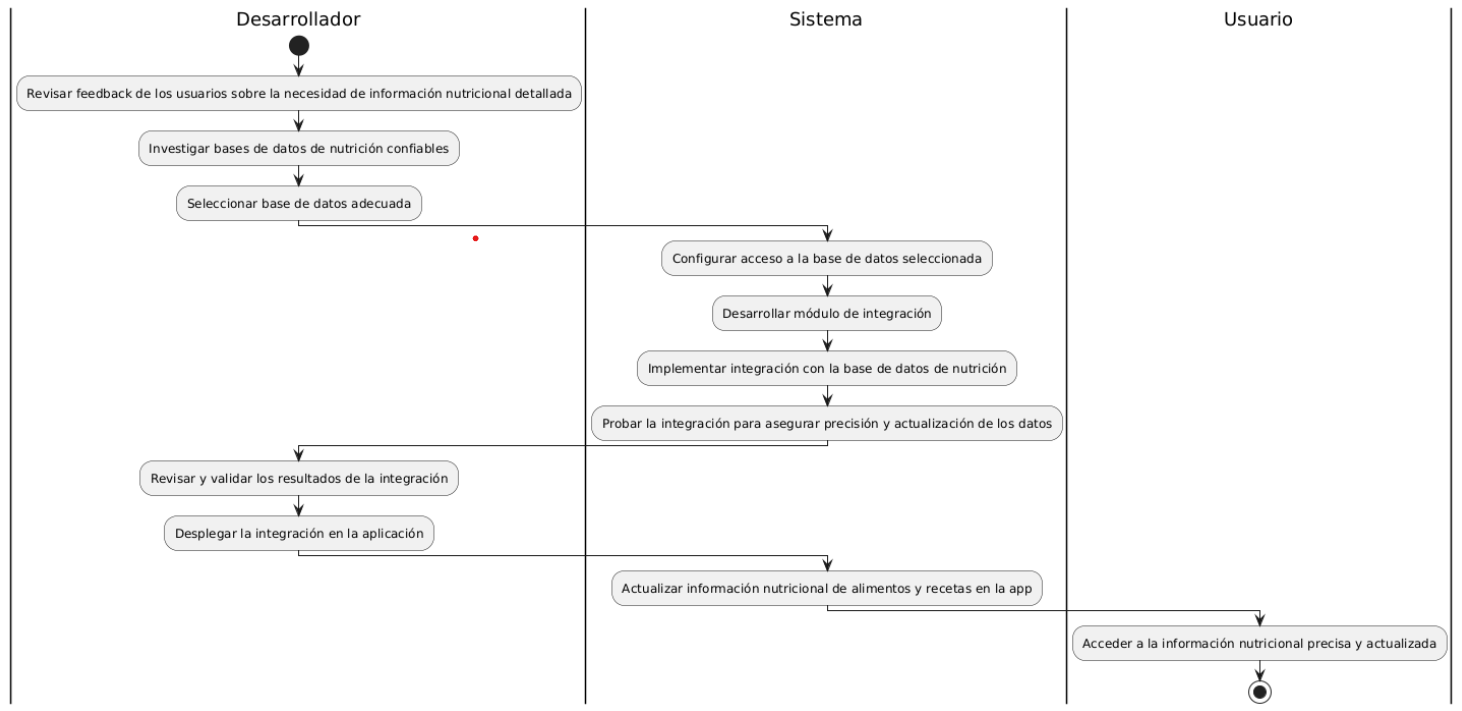 Desarrollador
Sistema
Usuario
Revisar feedback de los usuarios sobre la necesidad de información nutricional detallada
Investigar bases de datos de nutrición confiables
Seleccionar base de datos adecuada
Configurar acceso a la base de datos seleccionada
Desarrollar módulo de integración
Implementar integración con la base de datos de nutrición
Probar la integración para asegurar precisión y actualización de los datos
Revisar y validar los resultados de la integración
Desplegar la integración en la aplicación
Actualizar información nutricional de alimentos y recetas en la app
Acceder a la información nutricional precisa y actualizada